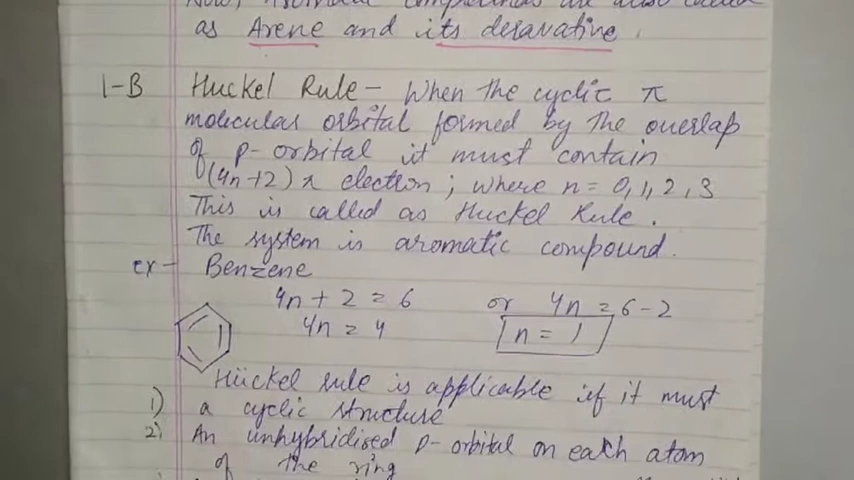 as Arene and its desavative.
1-B Huckel Rule - When the cyclic π
molecular orbital formed by the overlap
of p-orbital it must contain
(4n+2) π election; where n = 0, 1, 2, 3
This is called as Huckel Rule.
The system is aromatic compound.
ex - Benzene
4n + 2 = 6 or 4n = 6 - 2
4n = 4 n = 1
Hückel rule is applicable if it must
1) a cyclic structure
2) An unhybridised p-orbital on each atom
of the ring